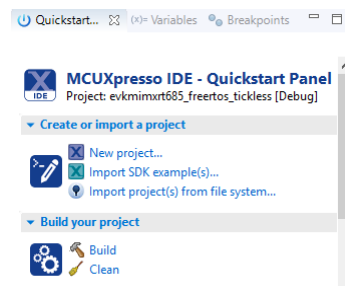 Quickstart... (x)= Variables Breakpoints
IDE
MCUXpresso IDE - Quickstart Panel
Project: evkmimxrt685_freertos_tickless [Debug]
Create or import a project
New project...
Import SDK example(s)...
Import project(s) from file system...
Build your project
Build
Clean